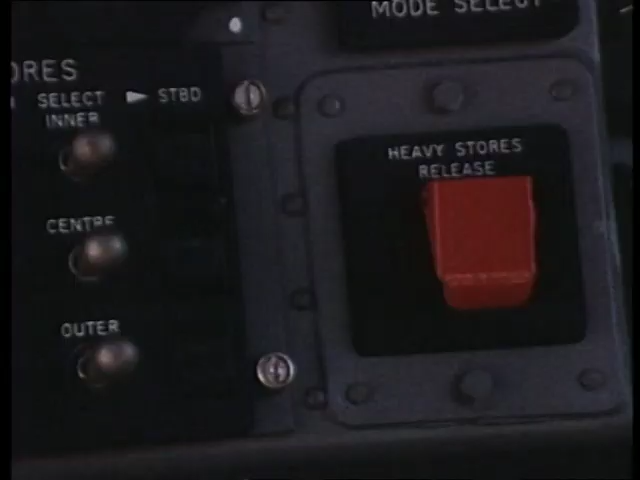 MODE SELECT
ORES
SELECT STBD
INNER
CENTRE
OUTER
HEAVY STORES
RELEASE